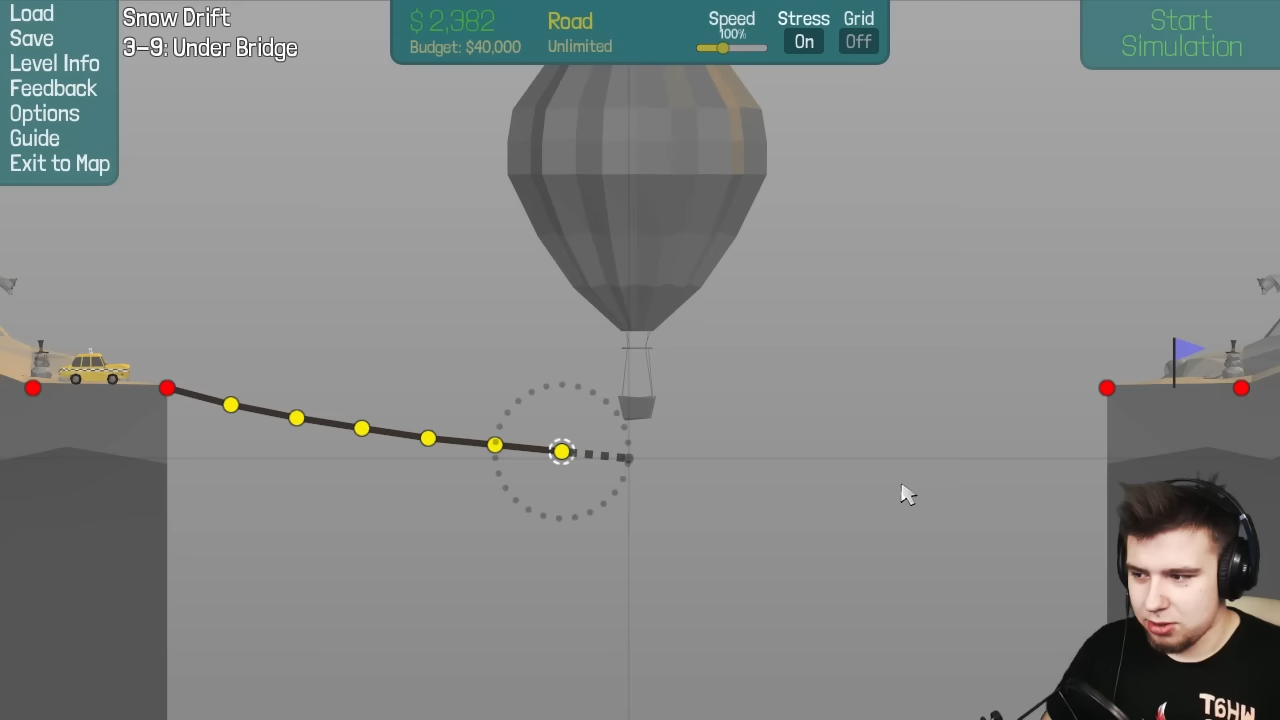 Load
Save
Level Info
Feedback
Options
Guide
Exit to Map
Snow Drift
3-9: Under Bridge
$ 2,382
Budget: $40,000
Road
Unlimited
Speed
100%
Stress
On
Grid
Off
Start
Simulation